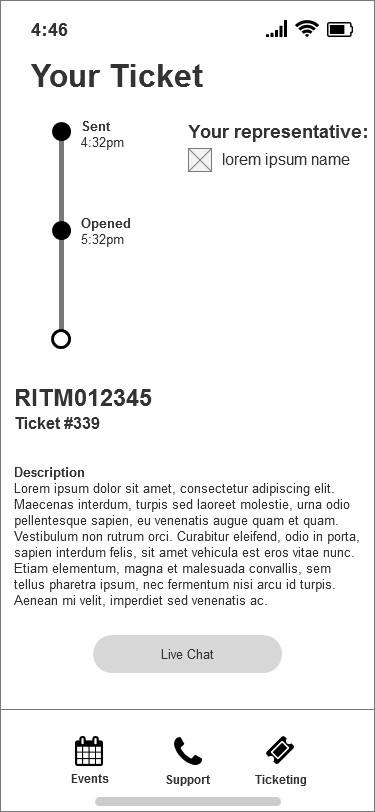 4:46
Your Ticket
Sent
4:32pm
Your representative:
lorem ipsum name
Opened
5:32pm
RITM012345
Ticket #339
Description
Lorem ipsum dolor sit amet, consectetur adipiscing elit.
Maecenas interdum, turpis sed laoreet molestie, urna odio
pellentesque sapien, eu venenatis augue quam et quam.
Vestibulum non rutrum orci. Curabitur eleifend, odio in porta,
sapien interdum felis, sit amet vehicula est eros vitae nunc.
Etiam elementum, magna et malesuada convallis, sem
tellus pharetra ipsum, nec fermentum nisi arcu id turpis.
Aenean mi velit, imperdiet sed venenatis ac.
Live Chat
Events
Support
Ticketing